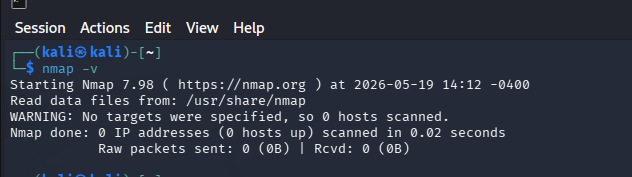 Session Actions Edit View Help
┌──(kali㉿kali)-[~]
└─$ nmap -v
Starting Nmap 7.98 ( https://nmap.org ) at 2026-05-19 14:12 -0400
Read data files from: /usr/share/nmap
WARNING: No targets were specified, so 0 hosts scanned.
Nmap done: 0 IP addresses (0 hosts up) scanned in 0.02 seconds
           Raw packets sent: 0 (0B) | Rcvd: 0 (0B)